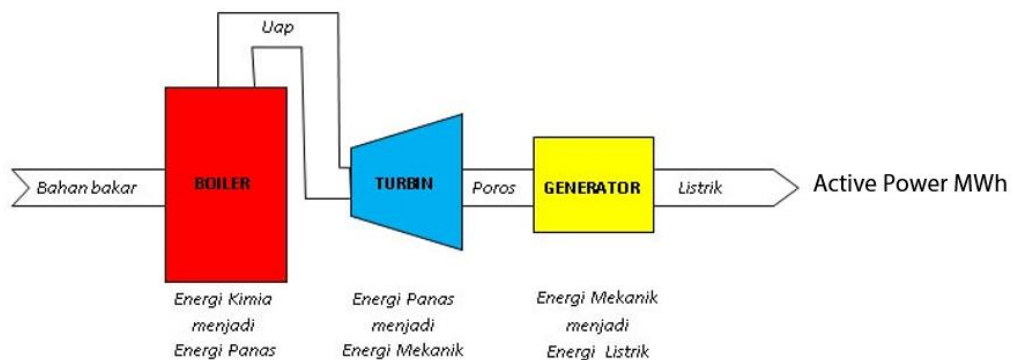 Uap
Bahan bakar
BOILER
TURBIN
Poros
GENERATOR
Listrik
Active Power MWh
Energi Kimia
menjadi
Energi Panas
Energi Panas
menjadi
Energi Mekanik
Energi Mekanik
menjadi
Energi Listrik